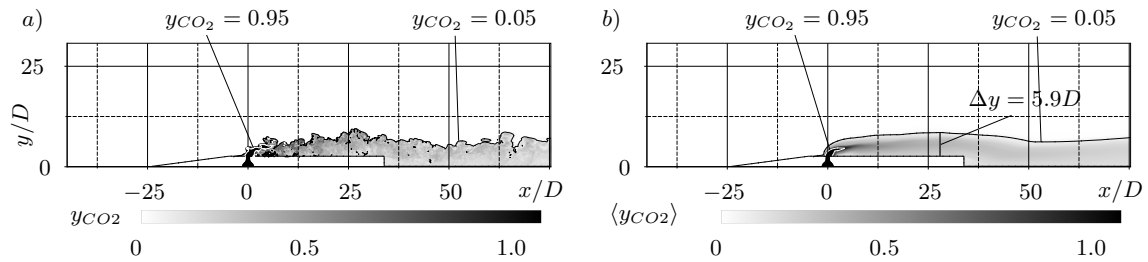 a) y_{CO_2} = 0.95 y_{CO_2} = 0.05 b) y_{CO_2} = 0.95 y_{CO_2} = 0.05
25 25
y/D Δy = 5.9D
0 0
−25 0 25 50 x/D −25 0 25 50 x/D
y_{CO2} ⟨y_{CO2}⟩
0 0.5 1.0 0 0.5 1.0